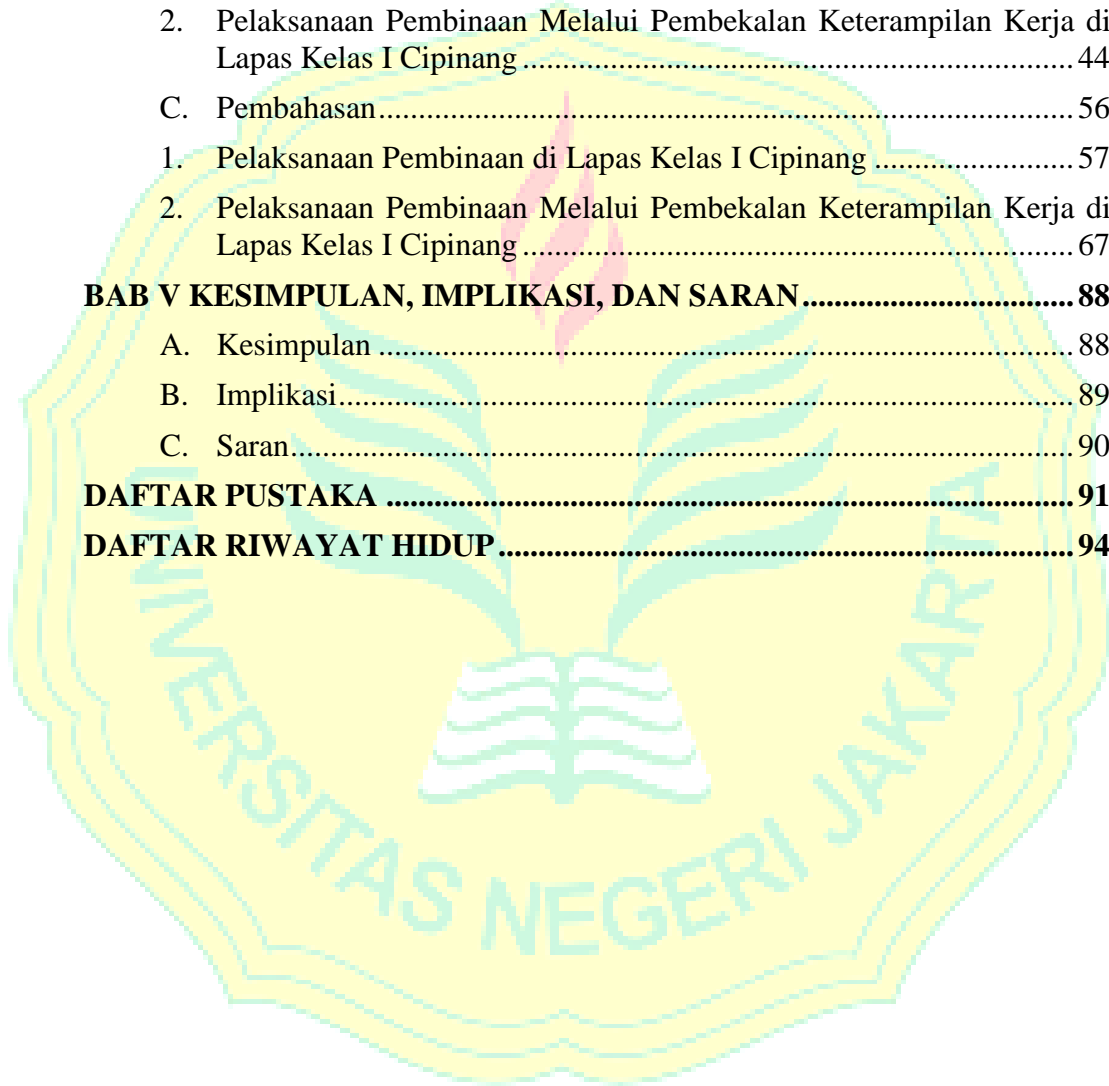 2. Pelaksanaan Pembinaan Melalui Pembekalan Keterampilan Kerja di
Lapas Kelas I Cipinang ........................................................................ 44
C. Pembahasan ........................................................................ 56
1. Pelaksanaan Pembinaan di Lapas Kelas I Cipinang .......................... 57
2. Pelaksanaan Pembinaan Melalui Pembekalan Keterampilan Kerja di
Lapas Kelas I Cipinang ........................................................................ 67
BAB V KESIMPULAN, IMPLIKASI, DAN SARAN .................................. 88
A. Kesimpulan ........................................................................ 88
B. Implikasi ........................................................................ 89
C. Saran ........................................................................ 90
DAFTAR PUSTAKA ........................................................................ 91
DAFTAR RIWAYAT HIDUP ........................................................................ 94
UNIVERSITAS NEGERI JAKARTA